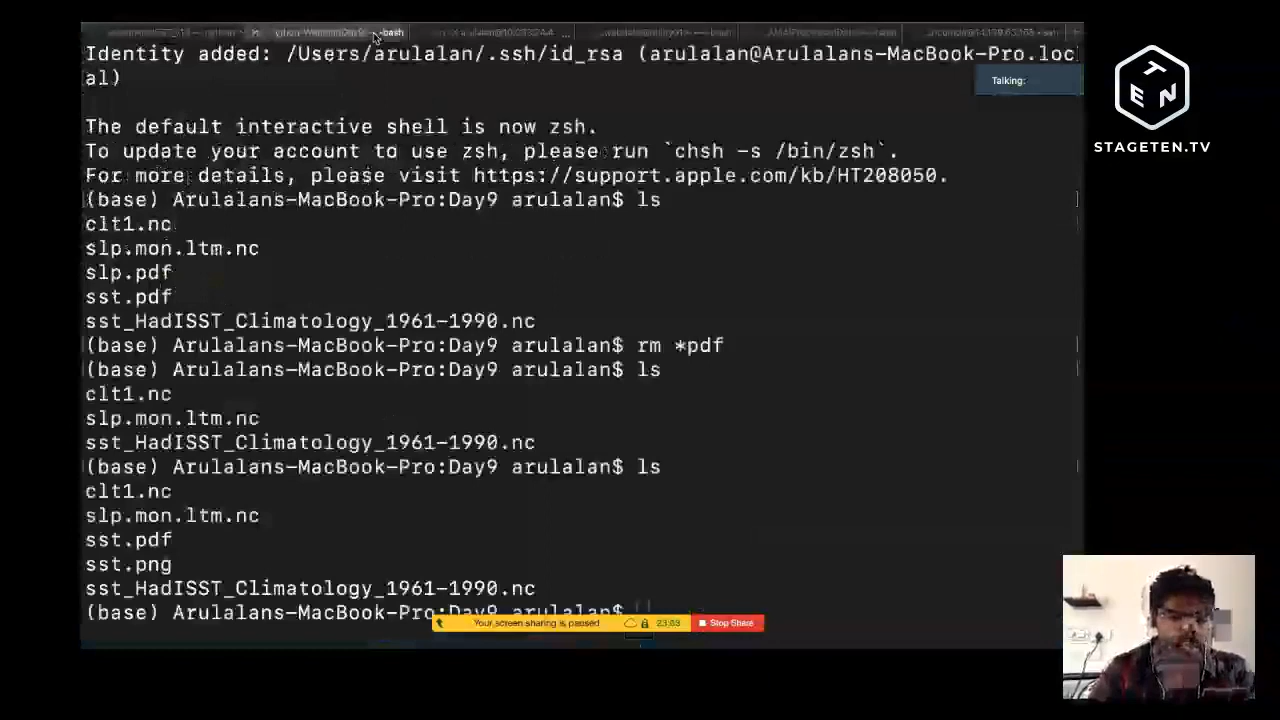 Identity added: /Users/arulalan/.ssh/id_rsa (arulalan@Arulalans-MacBook-Pro.loc
al)
Talking:
TEN
STAGETEN.TV
The default interactive shell is now zsh.
To update your account to use zsh, please run `chsh -s /bin/zsh`.
For more details, please visit https://support.apple.com/kb/HT208050.
(base) Arulalans-MacBook-Pro:Day9 arulalan$ ls
clt1.nc
slp.mon.ltm.nc
slp.pdf
sst.pdf
sst_HadISST_Climatology_1961-1990.nc
(base) Arulalans-MacBook-Pro:Day9 arulalan$ rm *pdf
(base) Arulalans-MacBook-Pro:Day9 arulalan$ ls
clt1.nc
slp.mon.ltm.nc
sst_HadISST_Climatology_1961-1990.nc
(base) Arulalans-MacBook-Pro:Day9 arulalan$ ls
clt1.nc
slp.mon.ltm.nc
sst.pdf
sst.png
sst_HadISST_Climatology_1961-1990.nc
(base) Arulalans-MacBook-Pro:Day9 arulalan$
Your screen sharing is paused
Stop Share